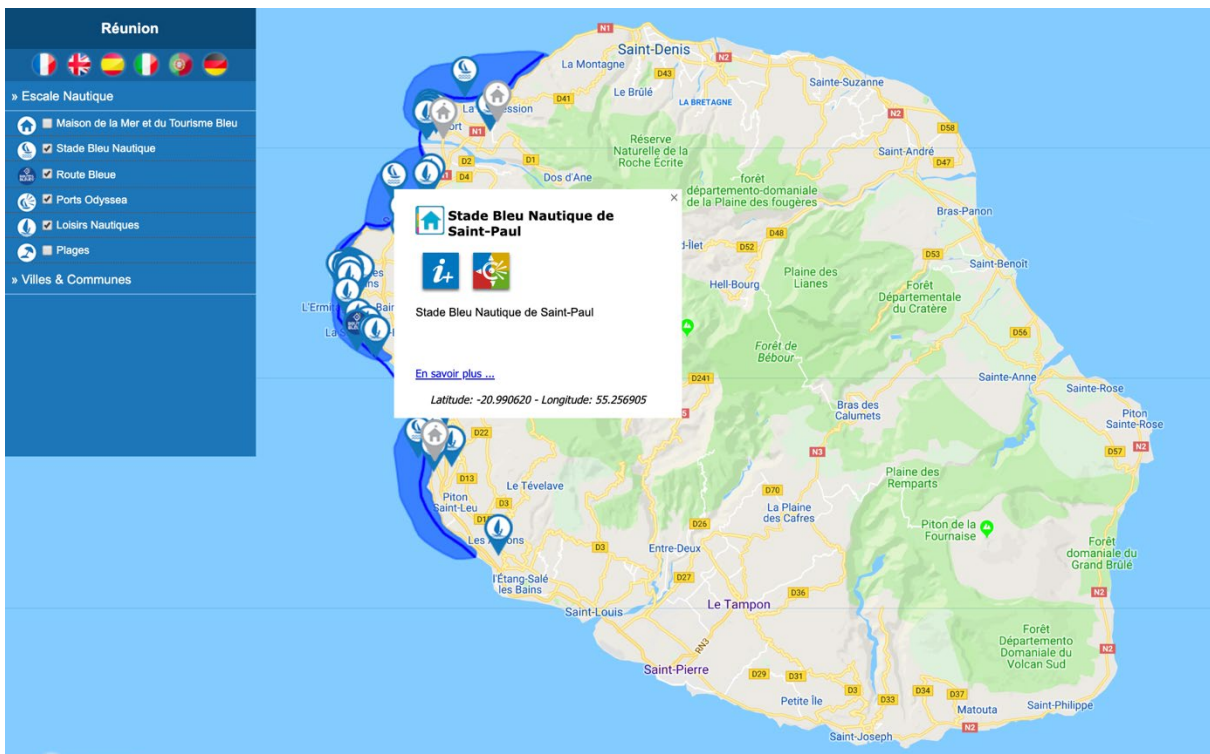 Réunion
» Escale Nautique
Maison de la Mer et du Tourisme Bleu
Stade Bleu Nautique
Route Bleue
Ports Odyssea
Loisirs Nautiques
Plages
» Villes & Communes
N1
Saint-Denis
La Montagne
N2
D43
Sainte-Suzanne
Le Brûlé
D41
LA BRETAGNE
N2
N1
D58
Réserve
Naturelle de la
Roche Écrite
Saint-André
D47
D2
D1
D4
Dos d'Ane
forêt
départemento-domaniale
de la Plaine des fougères
Bras-Panon
×
Stade Bleu Nautique de
Saint-Paul
i+
Stade Bleu Nautique de Saint-Paul
En savoir plus ...
Latitude: -20.990620 - Longitude: 55.256905
D48
D52
D53
Saint-Benoît
Plaine des
Lianes
Hell-Bourg
Forêt
Départementale
du Cratère
D56
Forêt de
Bébour
D241
Sainte-Anne
Sainte-Rose
Bras des
Calumets
Piton
Sainte-Rose
N2
D57
D22
N3
Plaine des
Remparts
D13
Le Tévelave
D70
Piton
Saint-Leu
D3
La Plaine
des Cafres
D26
Piton de la
Fournaise
D3
Entre-Deux
Forêt
domaniale du
Grand Brûlé
D27
l'Étang-Salé
les Bains
D36
N2
Saint-Louis
Le Tampon
Forêt
Départemento
Domaniale du
Volcan Sud
RN3
N2
Saint-Pierre
D29
D31
D3
D33
D34
D37
Petite Île
Matouta
Saint-Philippe
N2
Saint-Joseph